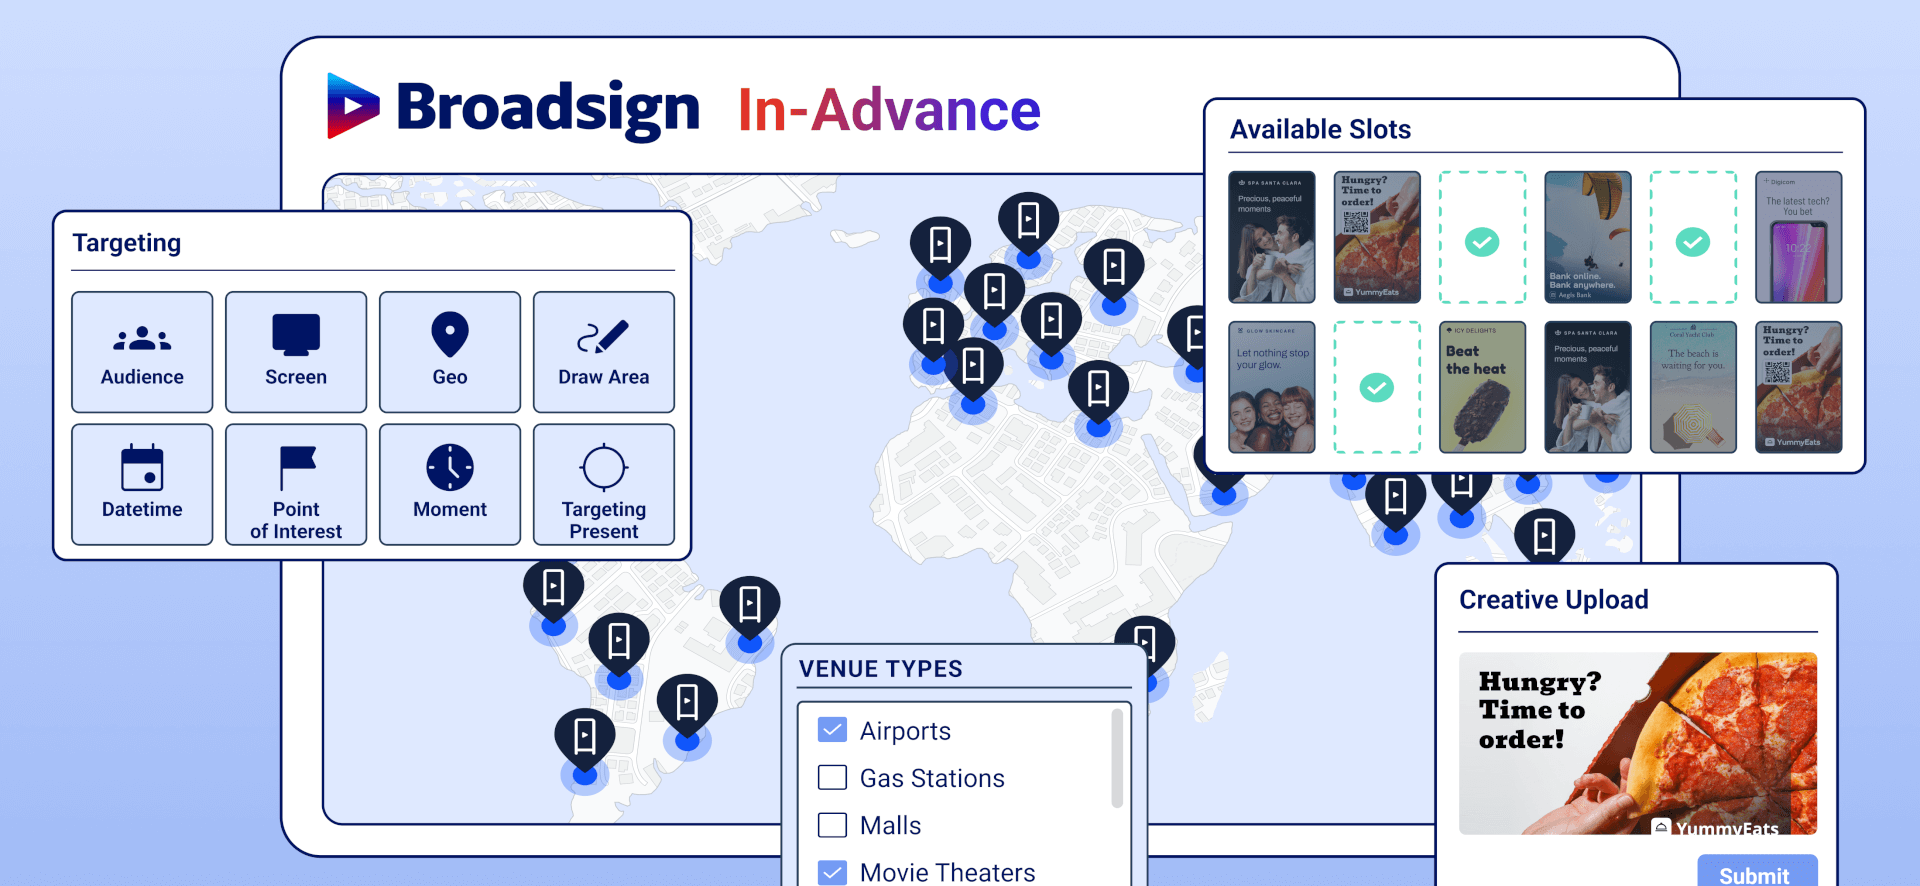 Broadsign In-Advance
Targeting
Audience
Screen
Geo
Draw Area
Datetime
Point
of Interest
Moment
Targeting
Present
Available Slots
SPA SANTA CLARA
Precious, peaceful
moments
Hungry?
Time to
order!
YummyEats
Bank online.
Bank anywhere.
Aegis Bank
Digicom
The latest tech?
You bet
10:22
GLOW SKINCARE
Let nothing stop
your glow.
ICY DELIGHTS
Beat
the heat
SPA SANTA CLARA
Precious, peaceful
moments
Coral Yacht Club
The beach is
waiting for you.
Hungry?
Time to
order!
YummyEats
VENUE TYPES
Airports
Gas Stations
Malls
Movie Theaters
Creative Upload
Hungry?
Time to
order!
YummyEats
Submit